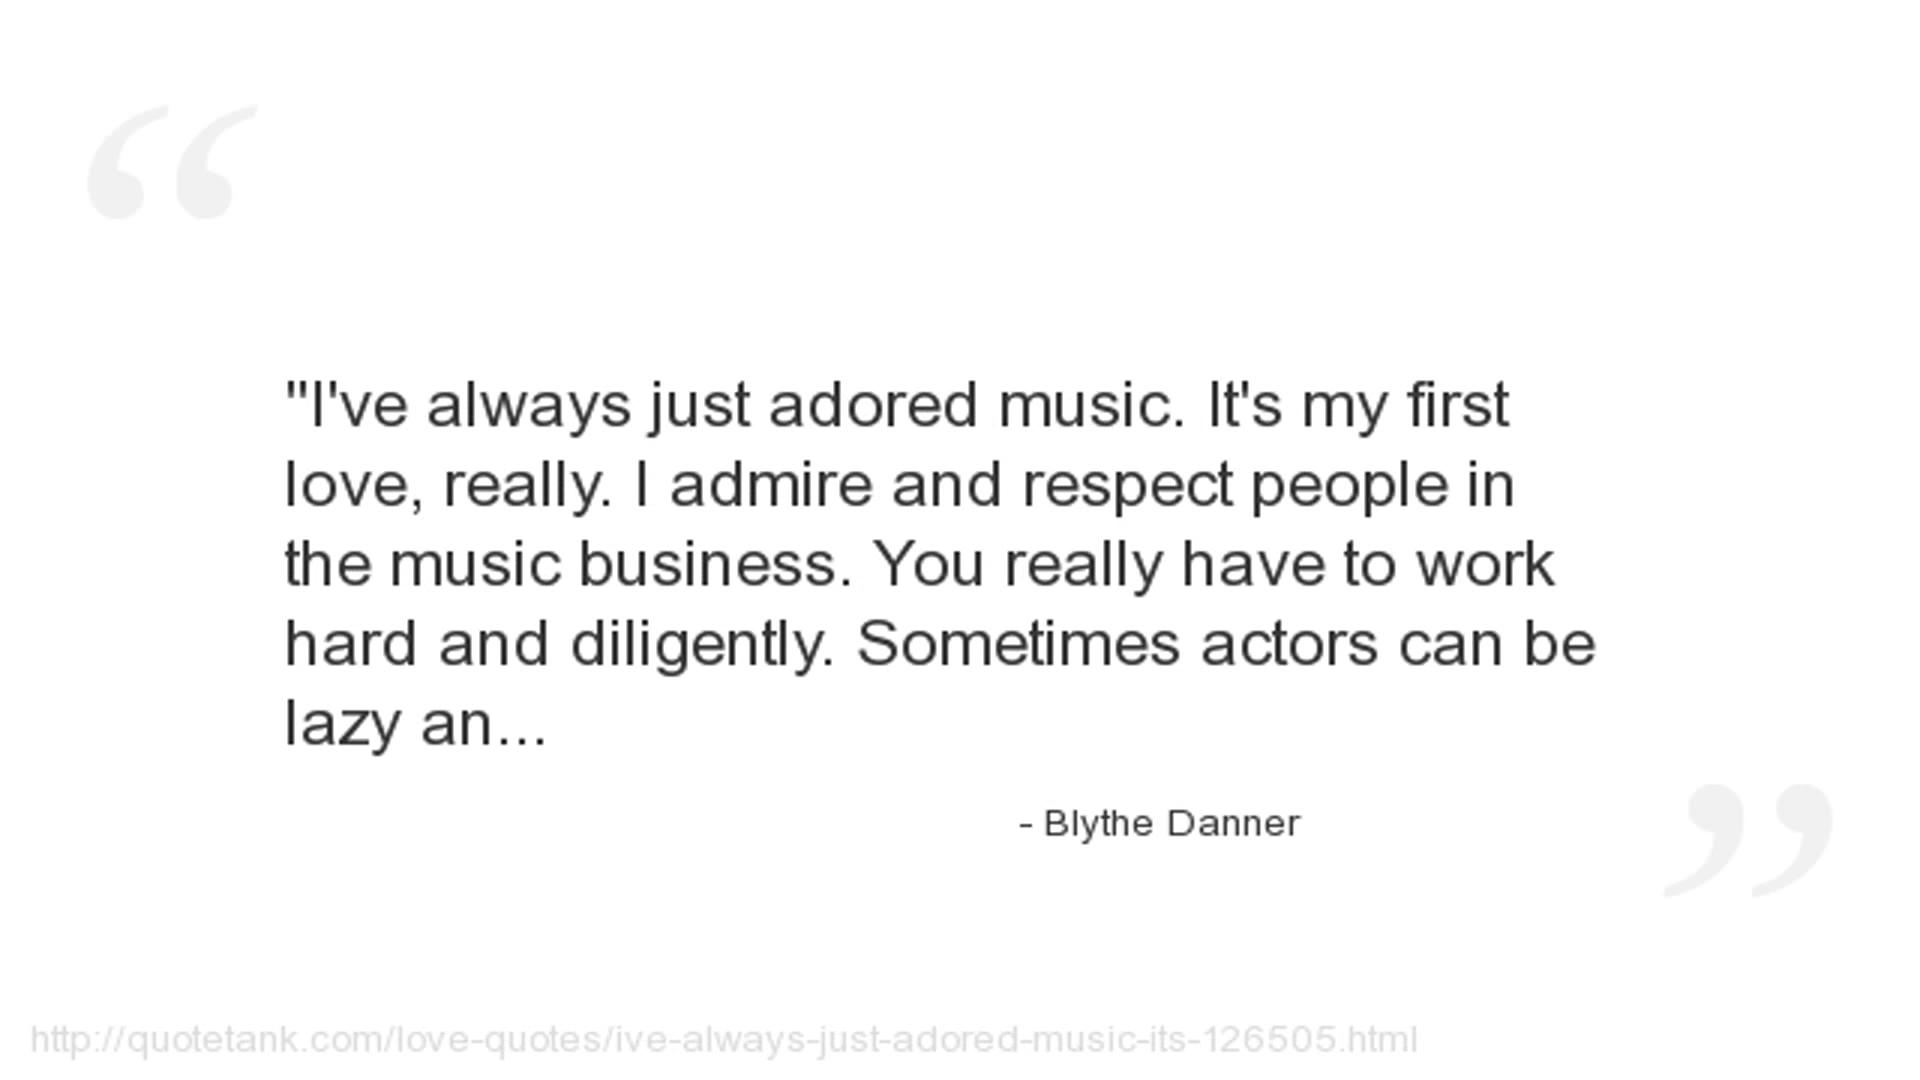 "I've always just adored music. It's my first
love, really. I admire and respect people in
the music business. You really have to work
hard and diligently. Sometimes actors can be
lazy an...
- Blythe Danner
http://quotetank.com/love-quotes/ive-always-just-adored-music-its-126505.html